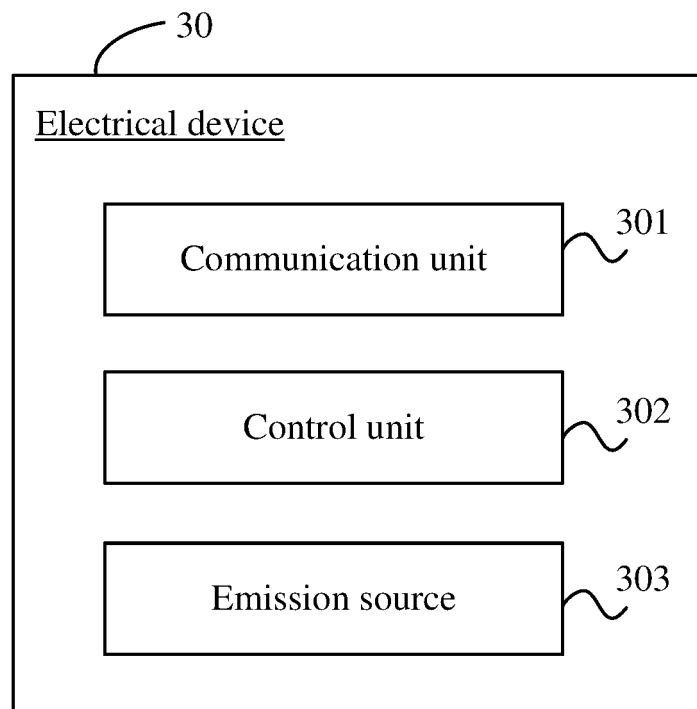 30
Electrical device
Communication unit
301
Control unit
302
Emission source
303